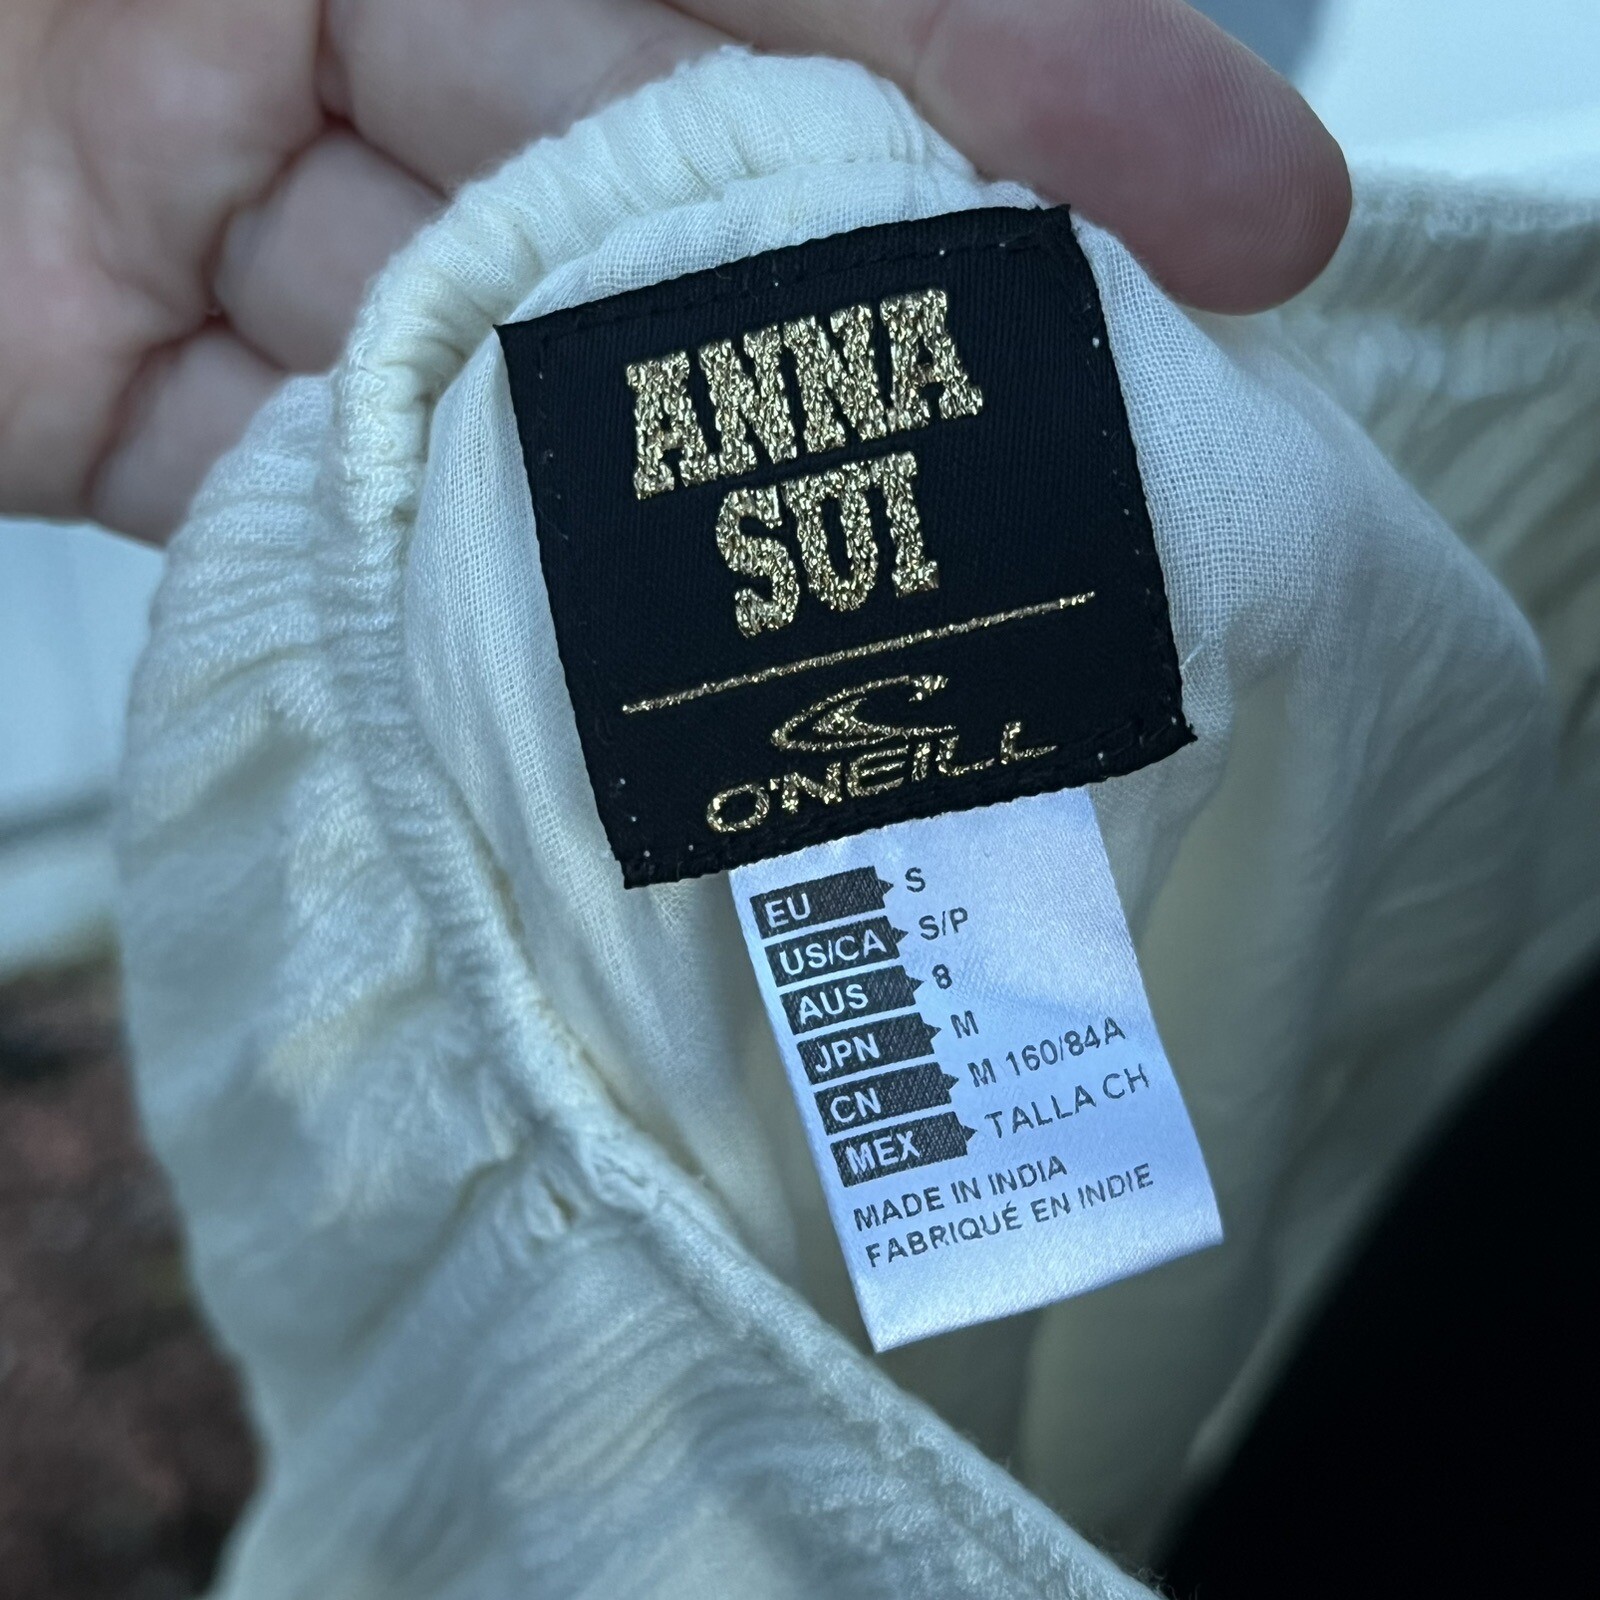 ANNA
SUI
O'NEILL
EU S
US/CA S/P
AUS 8
JPN M
CN M 160/84A
MEX TALLA CH
MADE IN INDIA
FABRIQUÉ EN INDIE